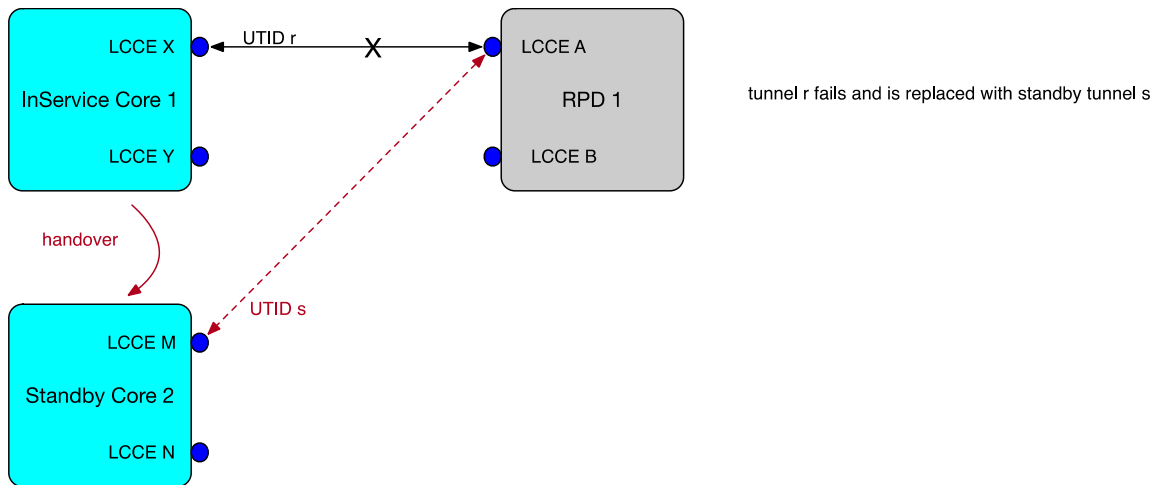 LCCE X
UTID r
X
LCCE A
InService Core 1
RPD 1
tunnel r fails and is replaced with standby tunnel s
LCCE Y
LCCE B
handover
UTID s
LCCE M
Standby Core 2
LCCE N